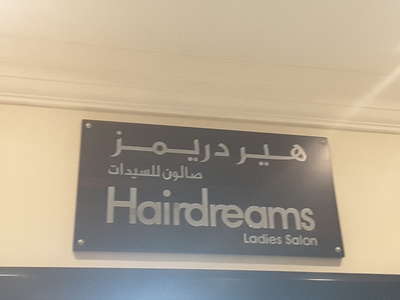 هير دريمز
صالون للسيدات
Hairdreams
Ladies Salon